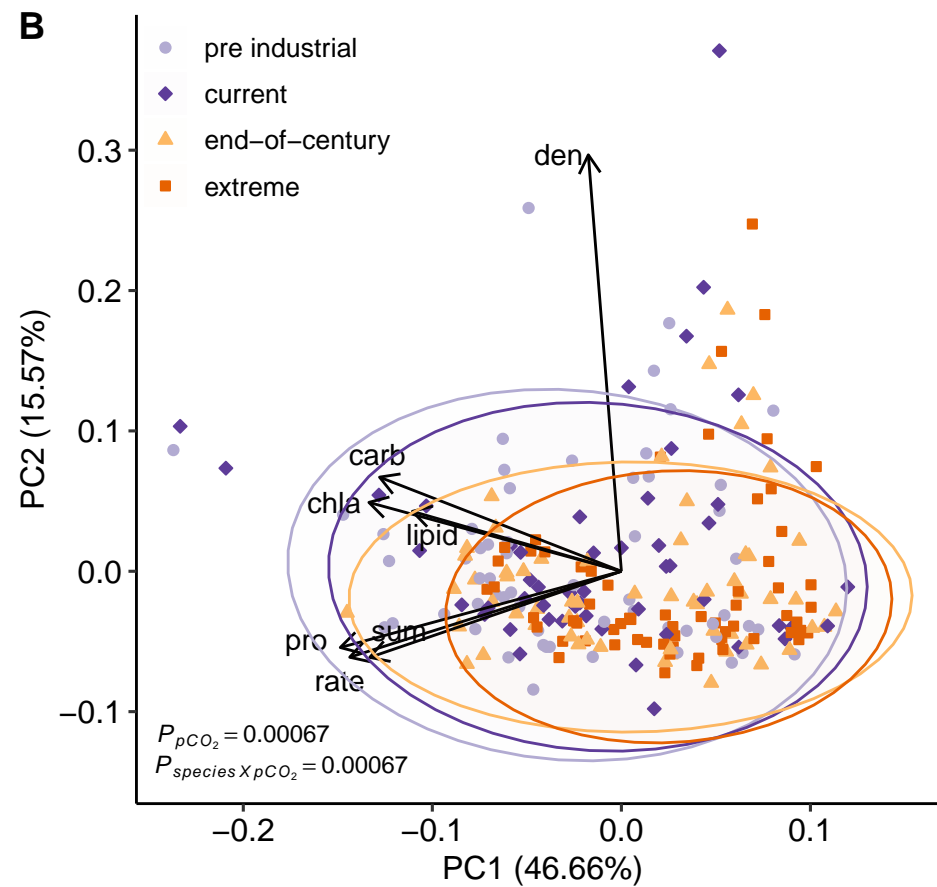 B
pre industrial
current
end−of−century
extreme
PC2 (15.57%)
0.3
0.2
0.1
0.0
−0.1
den
carb
chla
lipid
pro
sum
rate
P pCO2 = 0.00067
P species X pCO2 = 0.00067
−0.2
−0.1
0.0
0.1
PC1 (46.66%)